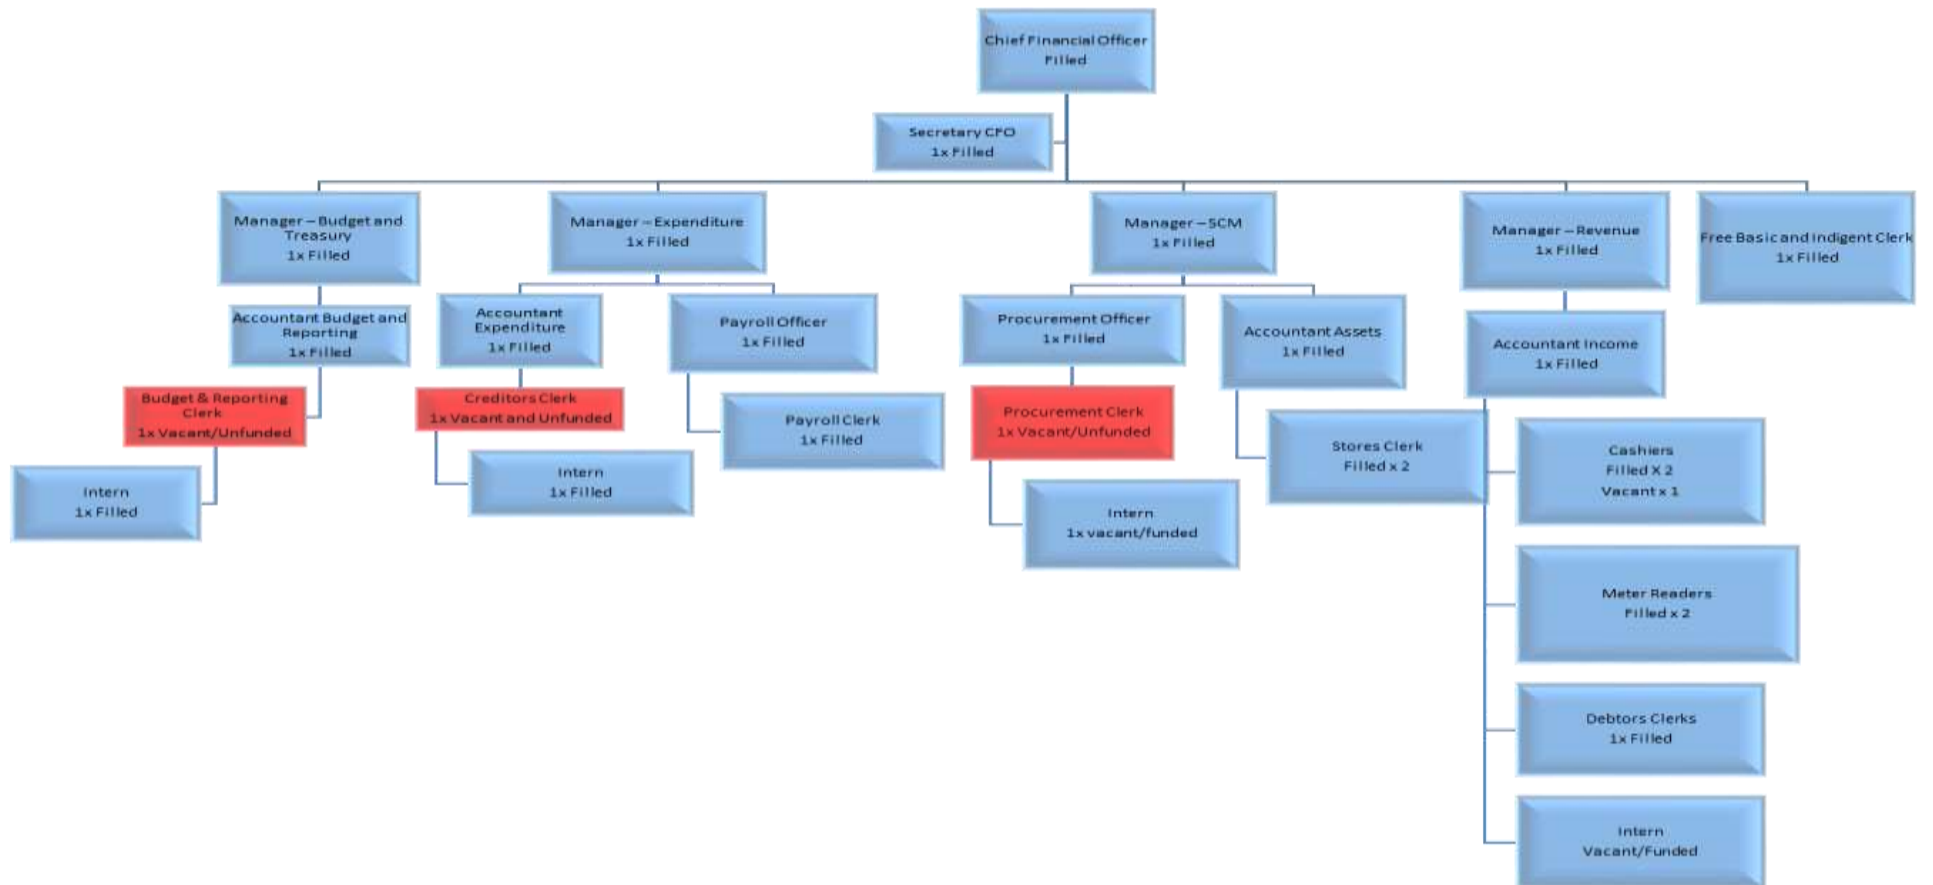 Chief Financial Officer
Filled
Secretary CFO
1x Filled
Manager – Budget and
Treasury
1x Filled
Manager – Expenditure
1x Filled
Manager – SCM
1x Filled
Manager – Revenue
1x Filled
Free Basic and Indigent Clerk
1x Filled
Accountant Budget and
Reporting
1x Filled
Accountant
Expenditure
1x Filled
Payroll Officer
1x Filled
Procurement Officer
1x Filled
Accountant Assets
1x Filled
Accountant Income
1x Filled
Budget & Reporting
Clerk
1x Vacant/Unfunded
Creditors Clerk
1x Vacant and Unfunded
Payroll Clerk
1x Filled
Procurement Clerk
1x Vacant/Unfunded
Stores Clerk
Filled x 2
Cashiers
Filled X 2
Vacant x 1
Intern
1x Filled
Intern
1x Filled
Intern
1x vacant/funded
Meter Readers
Filled x 2
Debtors Clerks
1x Filled
Intern
Vacant/Funded